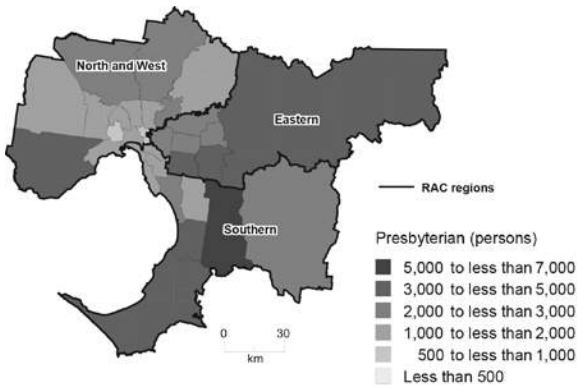 North and West
Eastern
RAC regions
Southern
Presbyterian (persons)
5,000 to less than 7,000
3,000 to less than 5,000
2,000 to less than 3,000
1,000 to less than 2,000
500 to less than 1,000
Less than 500
0 30
km